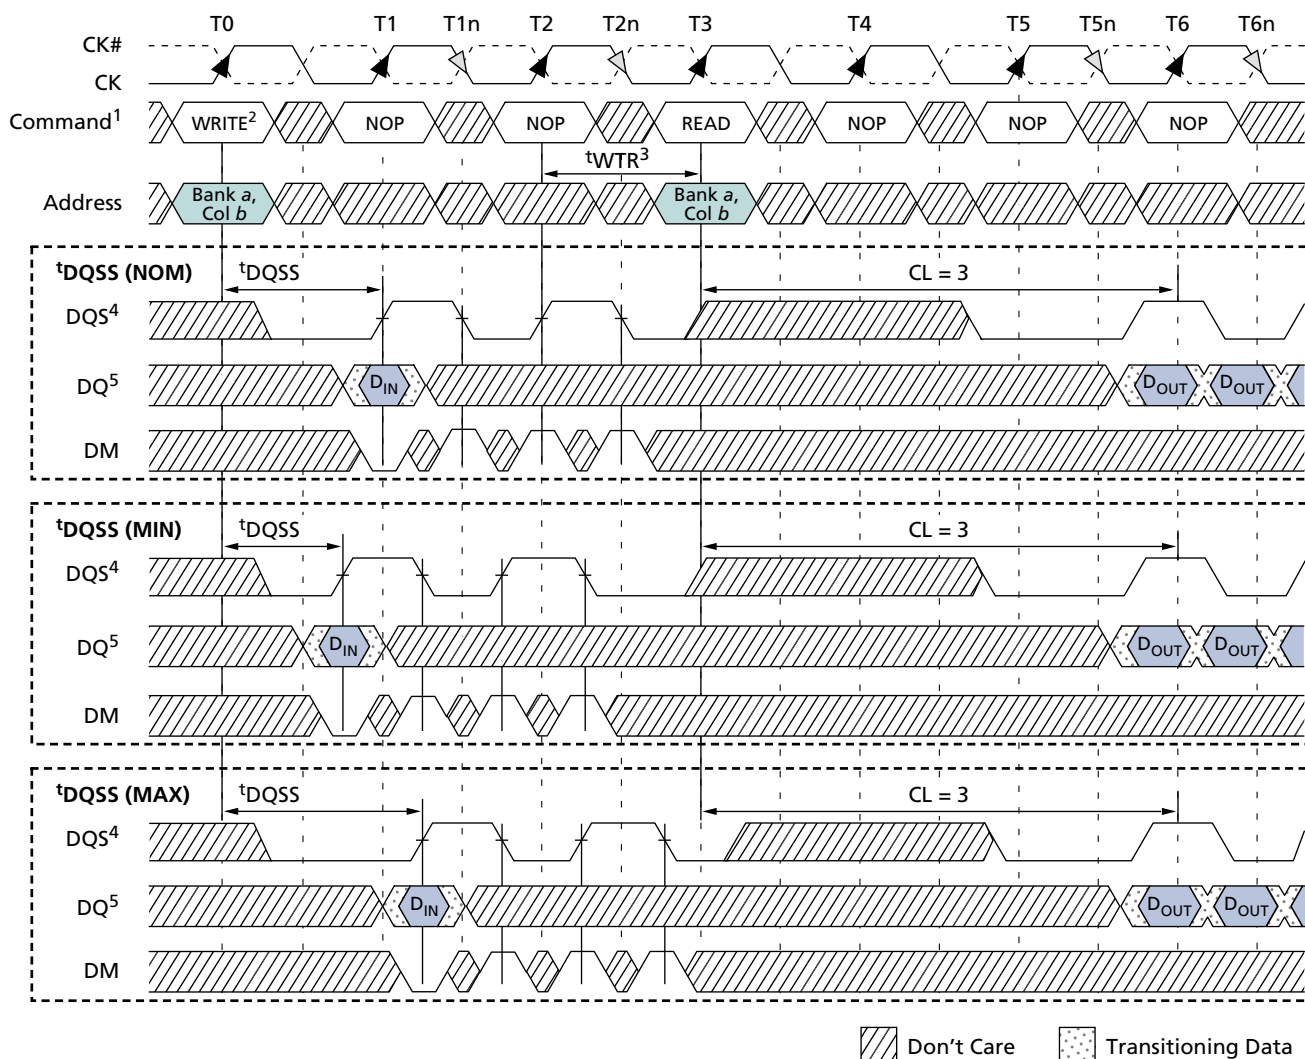 T0 T1 T1n T2 T2n T3 T4 T5 T5n T6 T6n
CK#
CK
Command1 WRITE2 NOP NOP READ NOP NOP NOP
tWTR3
Address Bank a, Col b Bank a, Col b
tDQSS (NOM) tDQSS CL = 3
DQS4
DQ5 DIN DOUT DOUT
DM
tDQSS (MIN) tDQSS CL = 3
DQS4
DQ5 DIN DOUT DOUT
DM
tDQSS (MAX) tDQSS CL = 3
DQS4
DQ5 DIN DOUT DOUT
DM
Don't Care Transitioning Data